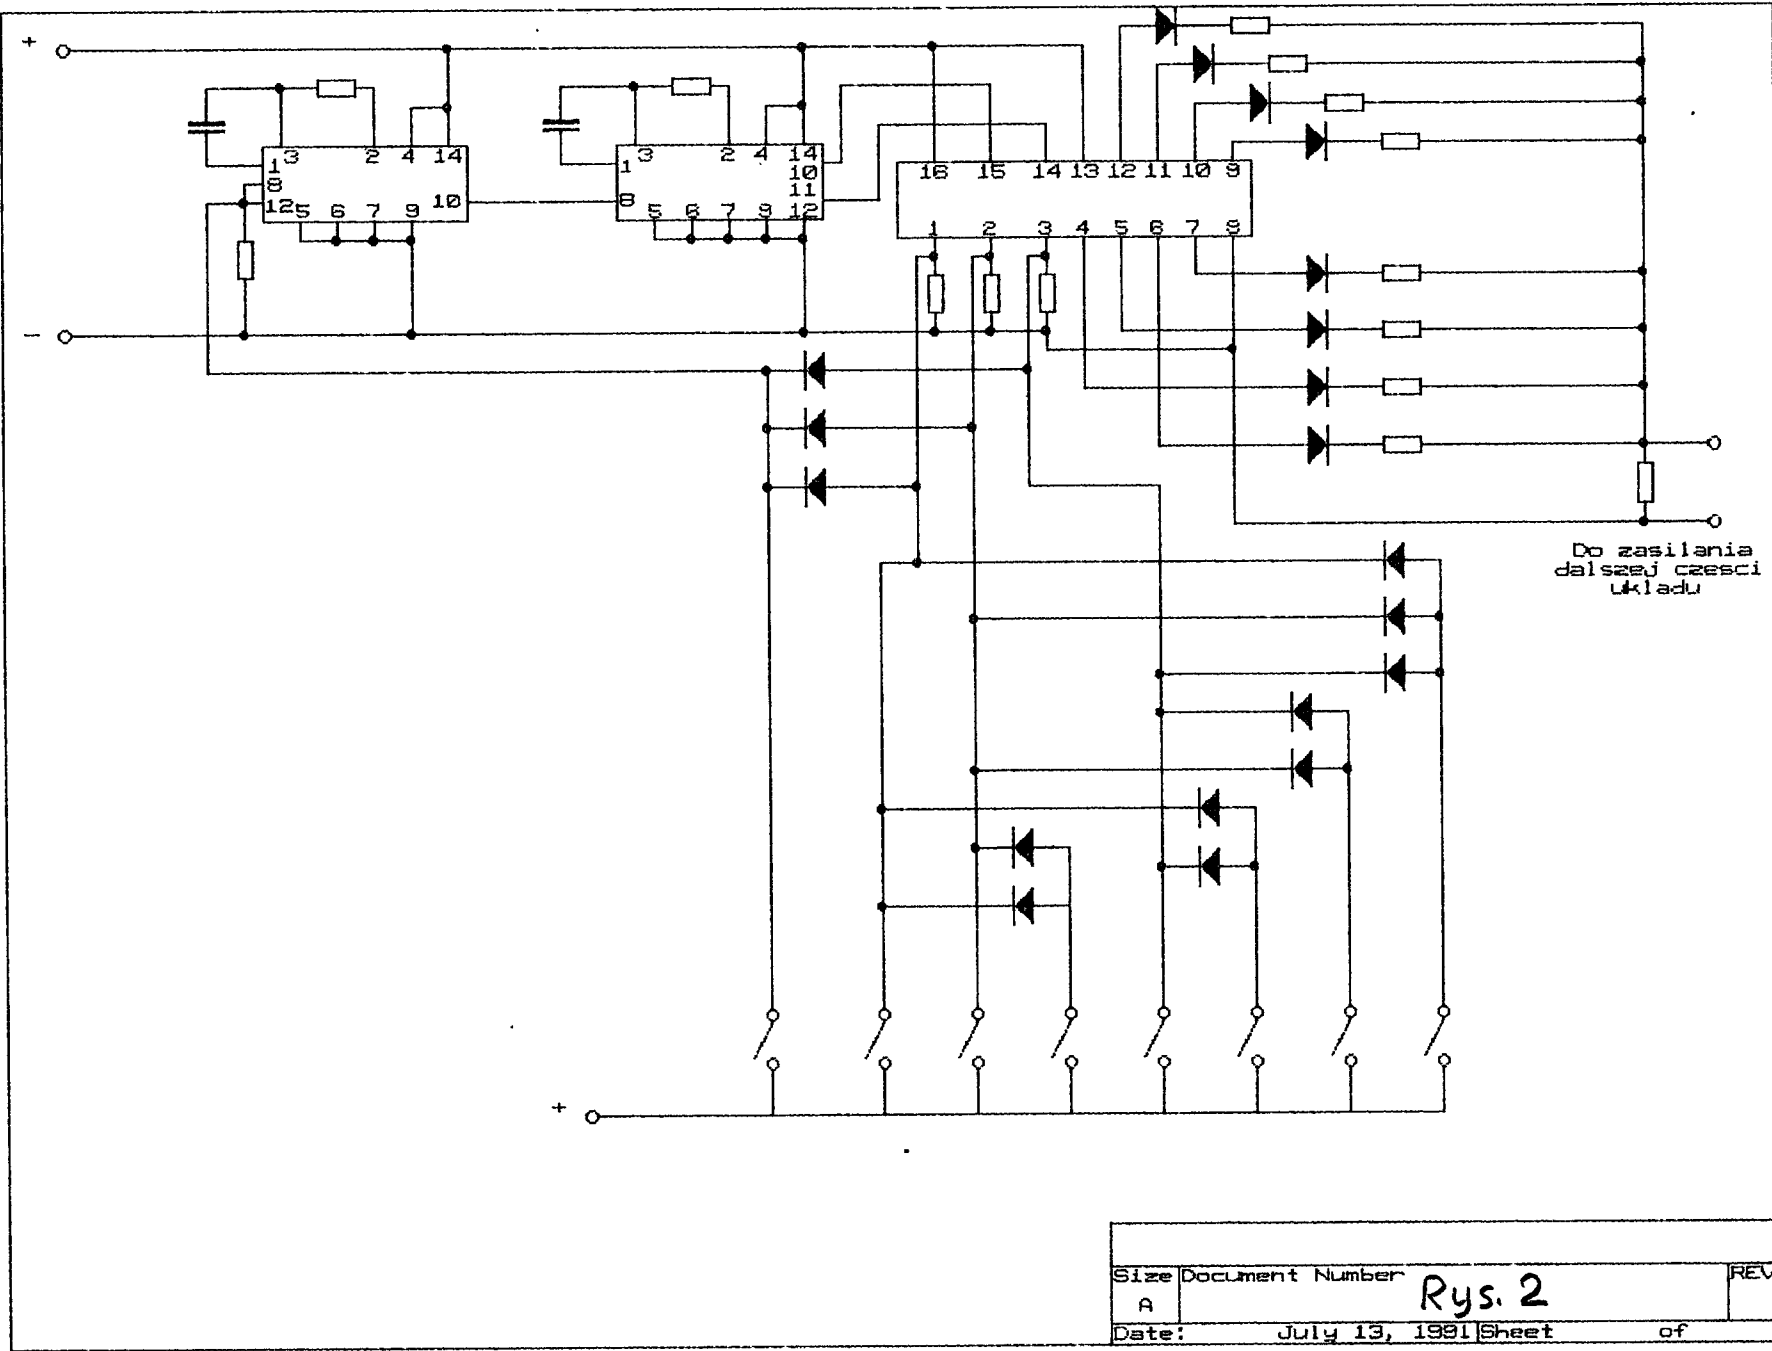 +
3 2 4 14
1
8
12 5 6 7 9 10
3 2 4 14
1 10
11
8 5 6 7 9 12
16 15 14 13 12 11 10 9
1 2 3 4 5 6 7 8
−
Do zasilania
dalszej czesci
ukladu
+
Size Document Number REV
A Rys. 2
Date: July 13, 1991 Sheet of